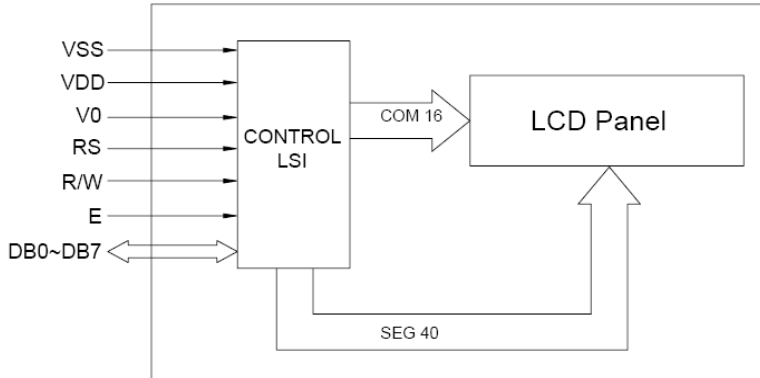 VSS
VDD
V0
RS
R/W
E
DB0~DB7
CONTROL
LSI
COM 16
LCD Panel
SEG 40